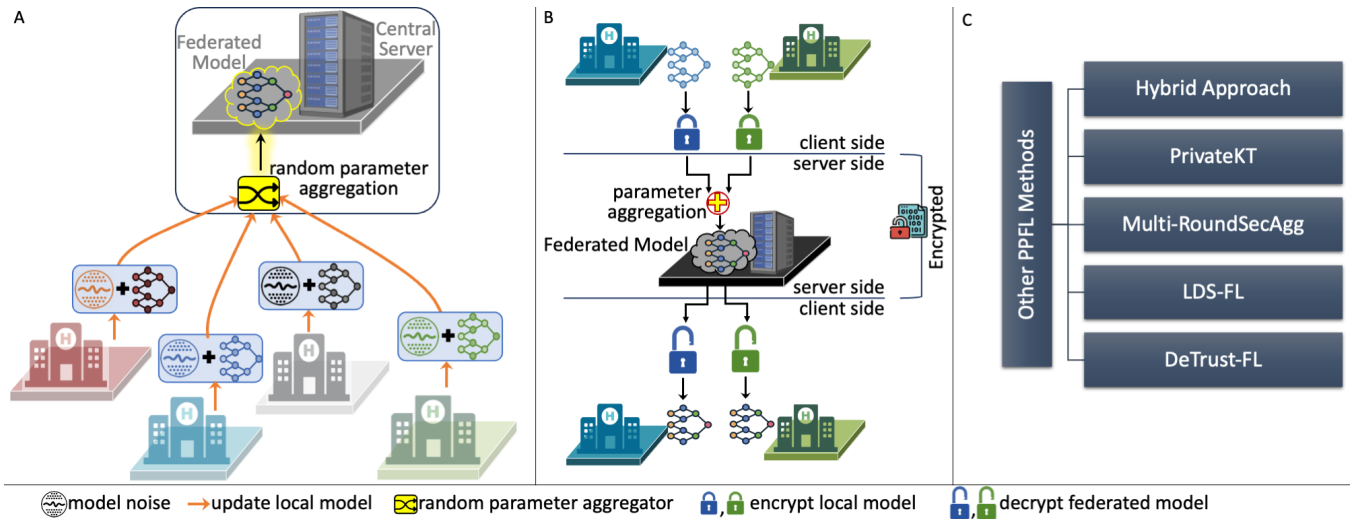 A
Federated
Model
Central
Server
random parameter
aggregation
H
H
H
H
B
H
H
client side
server side
parameter
aggregation
Federated Model
Encrypted
server side
client side
H
H
C
Other PPFL Methods
Hybrid Approach
PrivateKT
Multi-RoundSecAgg
LDS-FL
DeTrust-FL
model noise
update local model
random parameter aggregator
, encrypt local model
, decrypt federated model